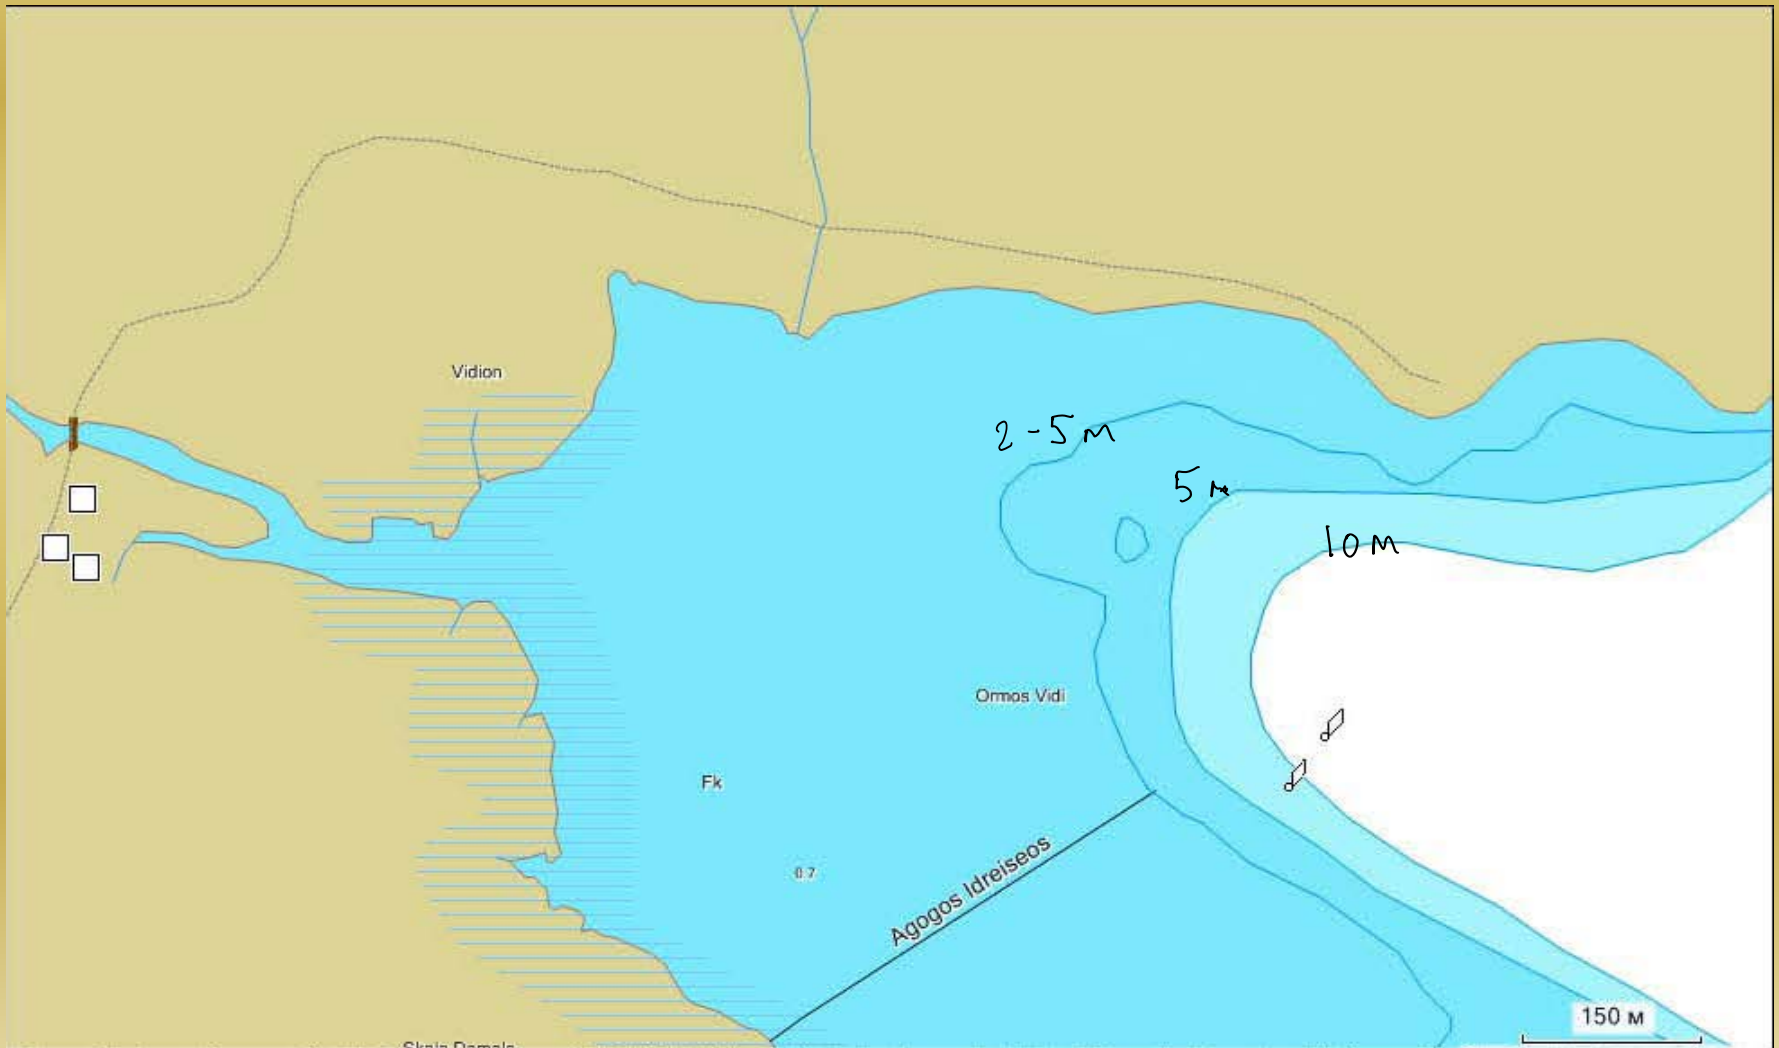 Vidion
2-5м
5м
10м
Ormos Vidi
Fk
0.7
Agogos Idreiseos
150 м